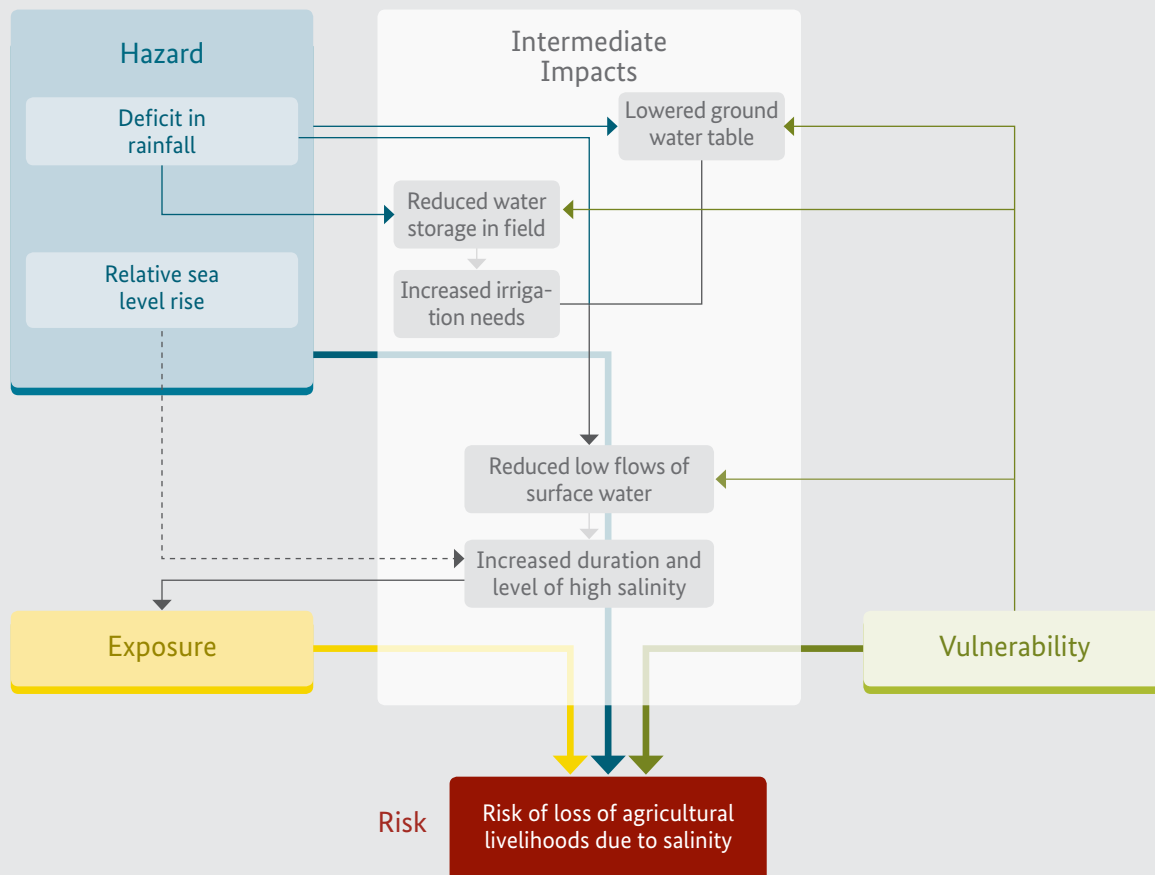 Hazard
Deficit in
rainfall
Relative sea
level rise
Intermediate
Impacts
Lowered ground
water table
Reduced water
storage in field
Increased irriga-
tion needs
Reduced low flows of
surface water
Increased duration and
level of high salinity
Exposure
Vulnerability
Risk
Risk of loss of agricultural
livelihoods due to salinity